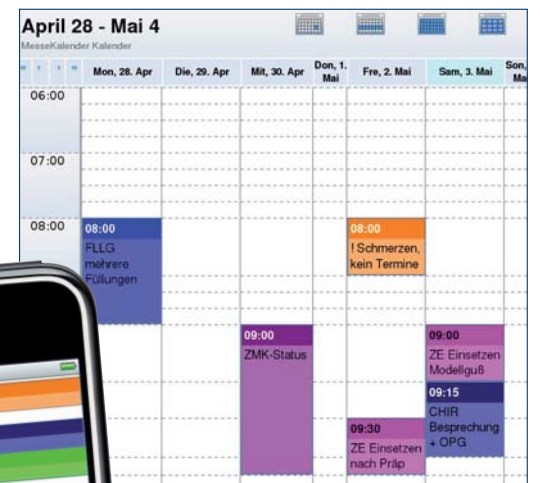 April 28 - Mai 4
MesseKalender Kalender
Mon, 28. Apr
Die, 29. Apr
Mit, 30. Apr
Don, 1.
Mai
Fre, 2. Mai
Sam, 3. Mai
Son,
Ma
06:00
07:00
08:00
08:00
FLLG
mehrere
Füllungen
08:00
! Schmerzen,
kein Termine
09:00
ZMK-Status
09:00
ZE Einsetzen
Modellguß
09:15
CHIR
Besprechung
+ OPG
09:30
ZE Einsetzen
nach Präp